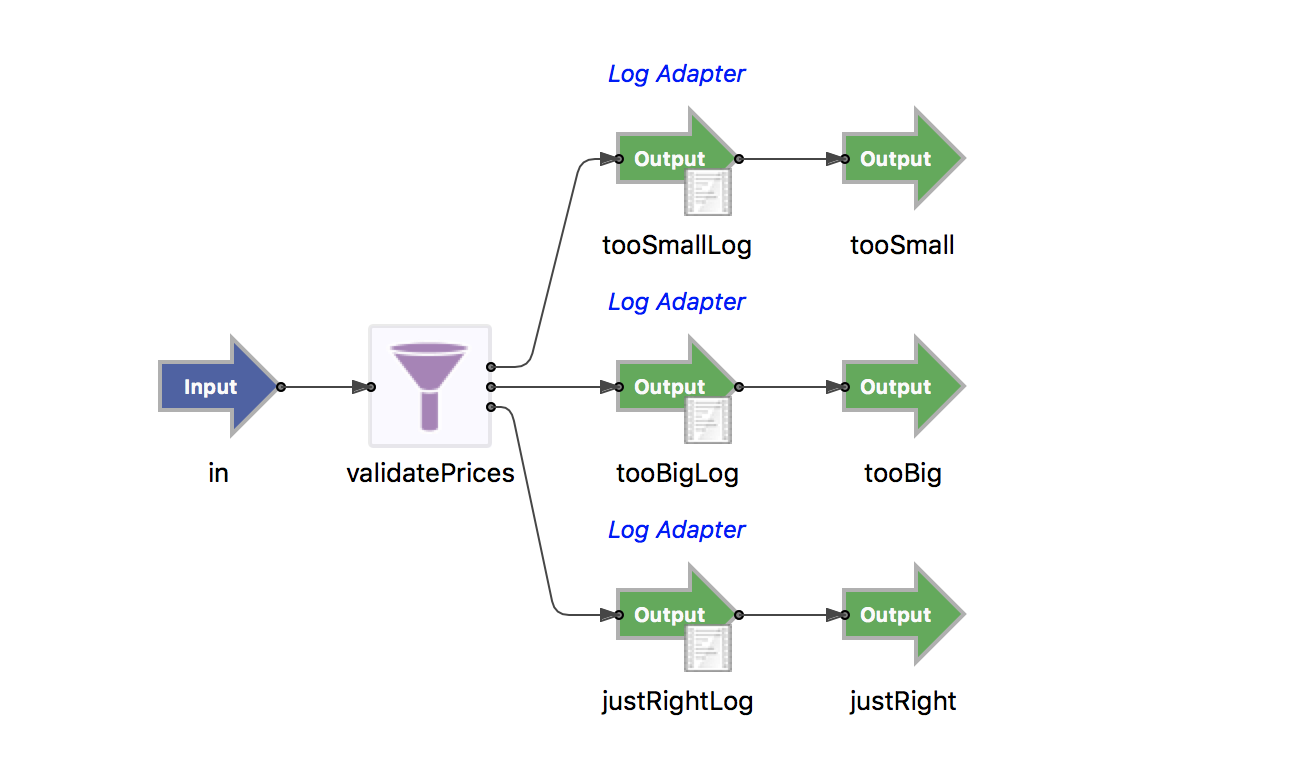 Log Adapter
Output
Output
tooSmallLog
tooSmall
Log Adapter
Input
Output
Output
in
validatePrices
tooBigLog
tooBig
Log Adapter
Output
Output
justRightLog
justRight